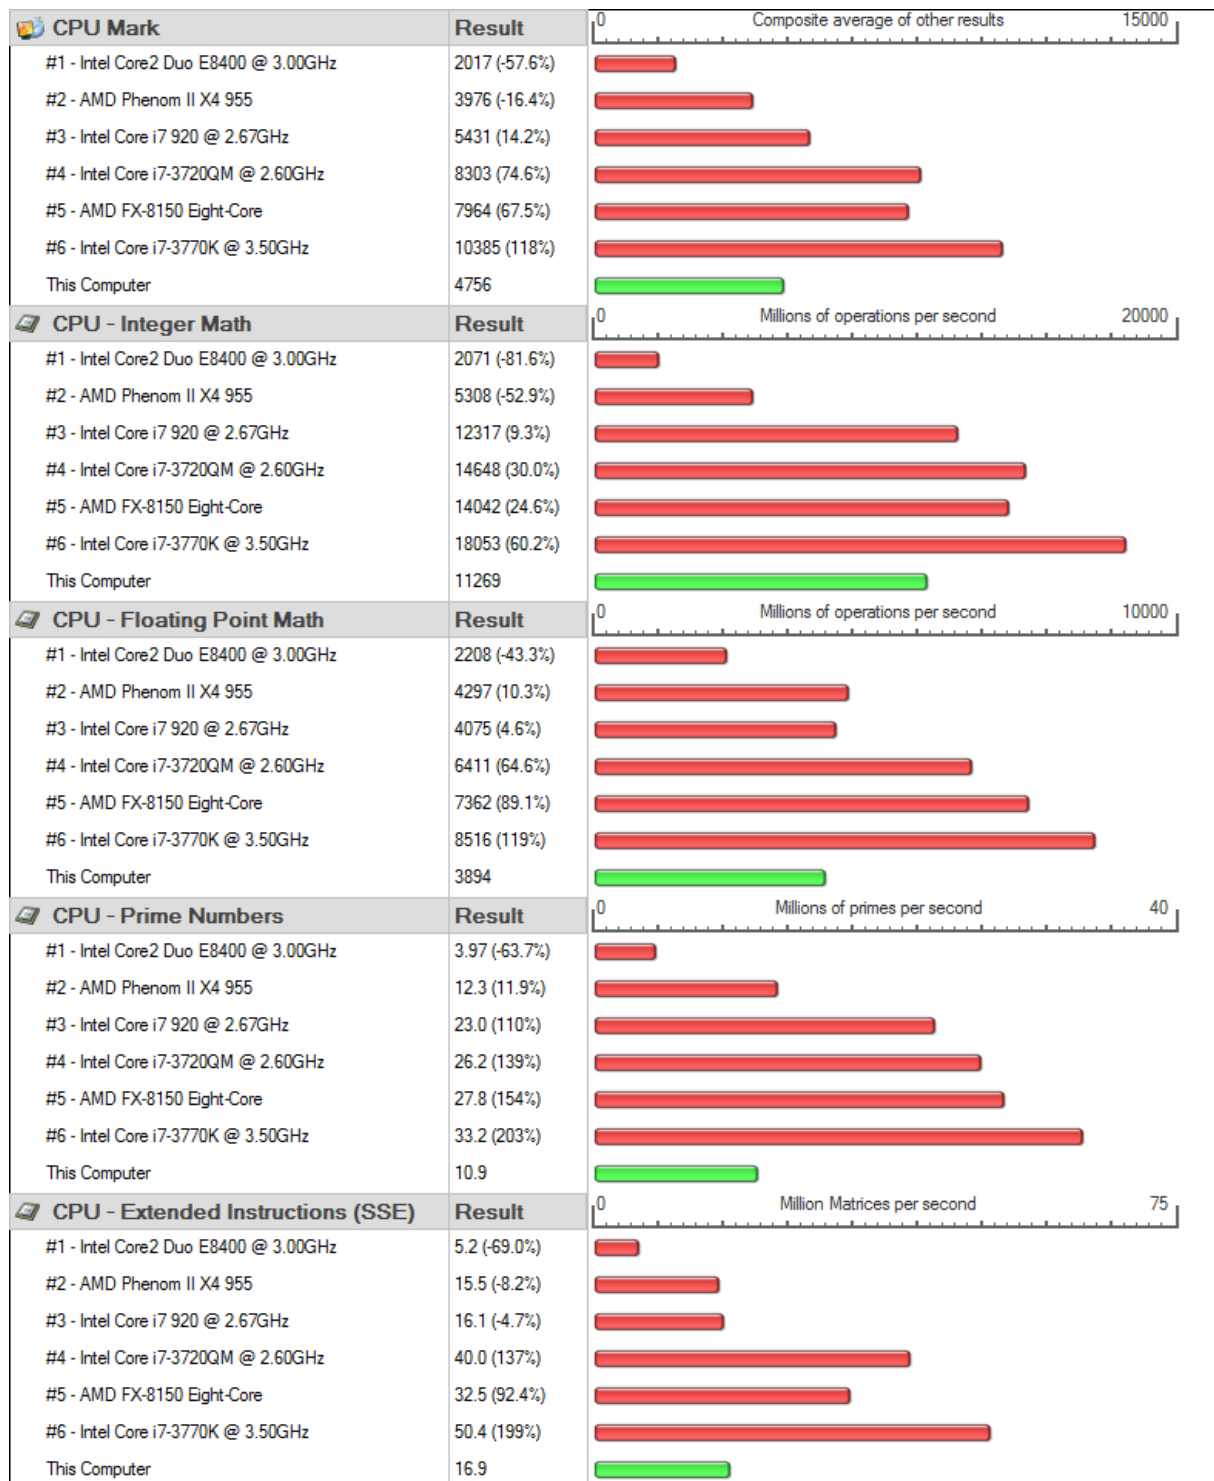 CPU Mark Result 0 Composite average of other results 15000
#1 - Intel Core2 Duo E8400 @ 3.00GHz 2017 (-57.6%)
#2 - AMD Phenom II X4 955 3976 (-16.4%)
#3 - Intel Core i7 920 @ 2.67GHz 5431 (14.2%)
#4 - Intel Core i7-3720QM @ 2.60GHz 8303 (74.6%)
#5 - AMD FX-8150 Eight-Core 7964 (67.5%)
#6 - Intel Core i7-3770K @ 3.50GHz 10385 (118%)
This Computer 4756
CPU - Integer Math Result 0 Millions of operations per second 20000
#1 - Intel Core2 Duo E8400 @ 3.00GHz 2071 (-81.6%)
#2 - AMD Phenom II X4 955 5308 (-52.9%)
#3 - Intel Core i7 920 @ 2.67GHz 12317 (9.3%)
#4 - Intel Core i7-3720QM @ 2.60GHz 14648 (30.0%)
#5 - AMD FX-8150 Eight-Core 14042 (24.6%)
#6 - Intel Core i7-3770K @ 3.50GHz 18053 (60.2%)
This Computer 11269
CPU - Floating Point Math Result 0 Millions of operations per second 10000
#1 - Intel Core2 Duo E8400 @ 3.00GHz 2208 (-43.3%)
#2 - AMD Phenom II X4 955 4297 (10.3%)
#3 - Intel Core i7 920 @ 2.67GHz 4075 (4.6%)
#4 - Intel Core i7-3720QM @ 2.60GHz 6411 (64.6%)
#5 - AMD FX-8150 Eight-Core 7362 (89.1%)
#6 - Intel Core i7-3770K @ 3.50GHz 8516 (119%)
This Computer 3894
CPU - Prime Numbers Result 0 Millions of primes per second 40
#1 - Intel Core2 Duo E8400 @ 3.00GHz 3.97 (-63.7%)
#2 - AMD Phenom II X4 955 12.3 (11.9%)
#3 - Intel Core i7 920 @ 2.67GHz 23.0 (110%)
#4 - Intel Core i7-3720QM @ 2.60GHz 26.2 (139%)
#5 - AMD FX-8150 Eight-Core 27.8 (154%)
#6 - Intel Core i7-3770K @ 3.50GHz 33.2 (203%)
This Computer 10.9
CPU - Extended Instructions (SSE) Result 0 Million Matrices per second 75
#1 - Intel Core2 Duo E8400 @ 3.00GHz 5.2 (-69.0%)
#2 - AMD Phenom II X4 955 15.5 (-8.2%)
#3 - Intel Core i7 920 @ 2.67GHz 16.1 (-4.7%)
#4 - Intel Core i7-3720QM @ 2.60GHz 40.0 (137%)
#5 - AMD FX-8150 Eight-Core 32.5 (92.4%)
#6 - Intel Core i7-3770K @ 3.50GHz 50.4 (199%)
This Computer 16.9